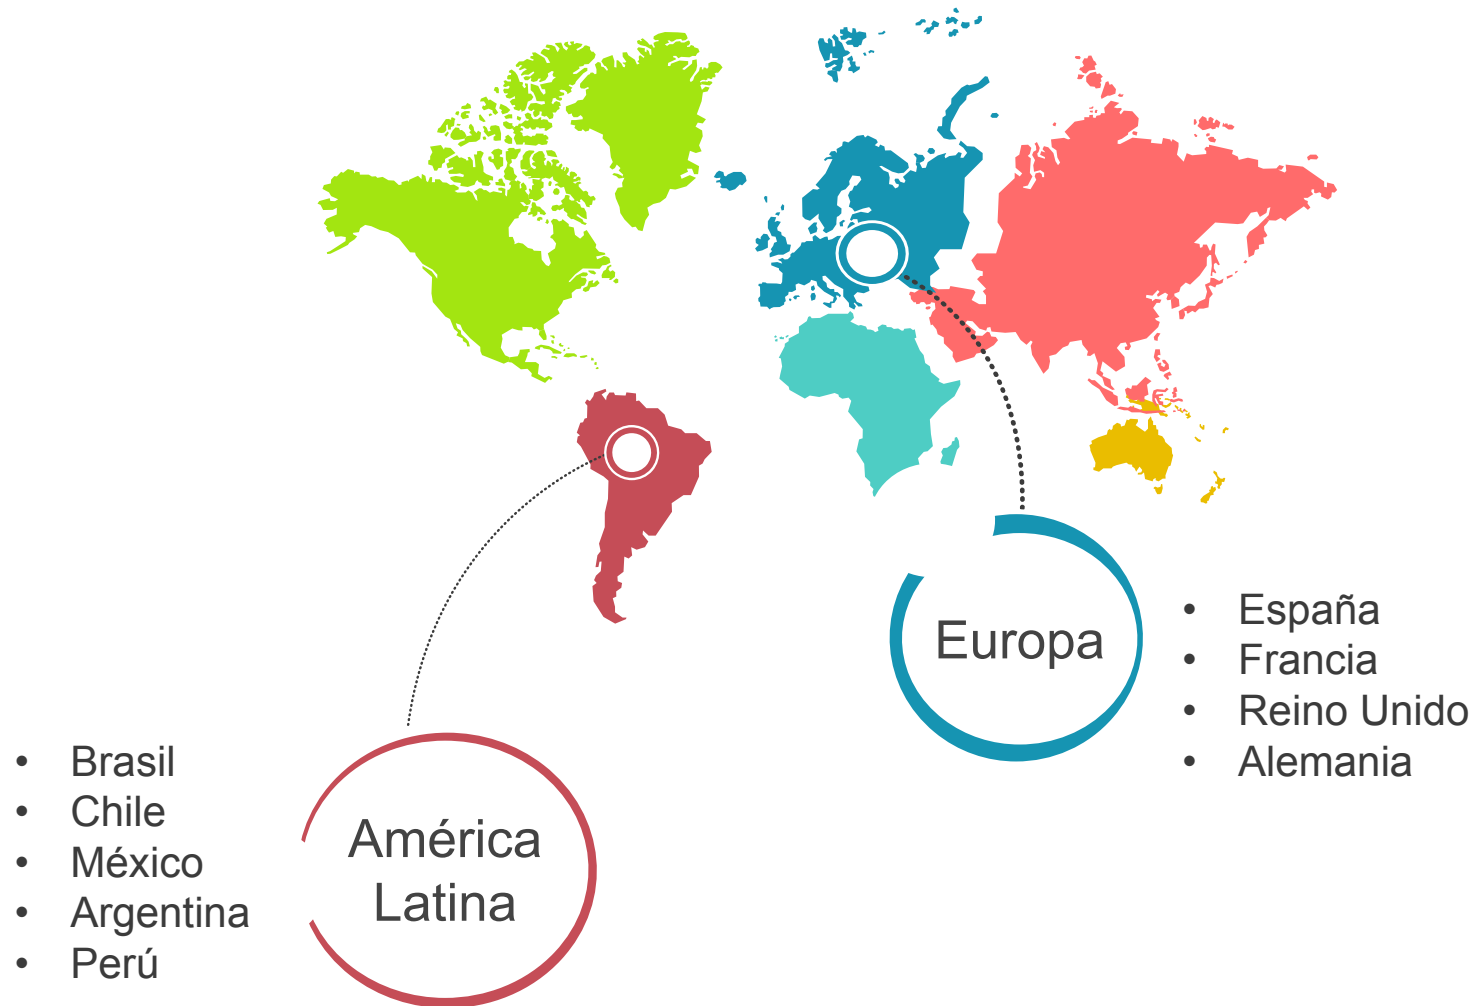 Europa
• España
• Francia
• Reino Unido
• Alemania
• Brasil
• Chile
• México
• Argentina
• Perú
América
Latina